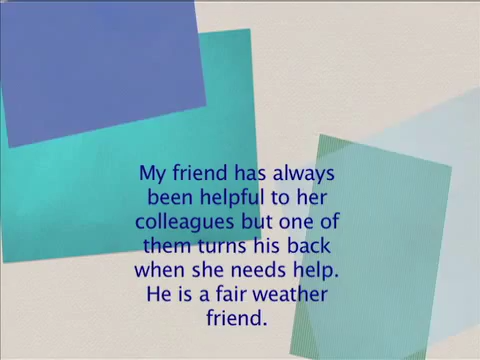 My friend has always
been helpful to her
colleagues but one of
them turns his back
when she needs help.
He is a fair weather
friend.